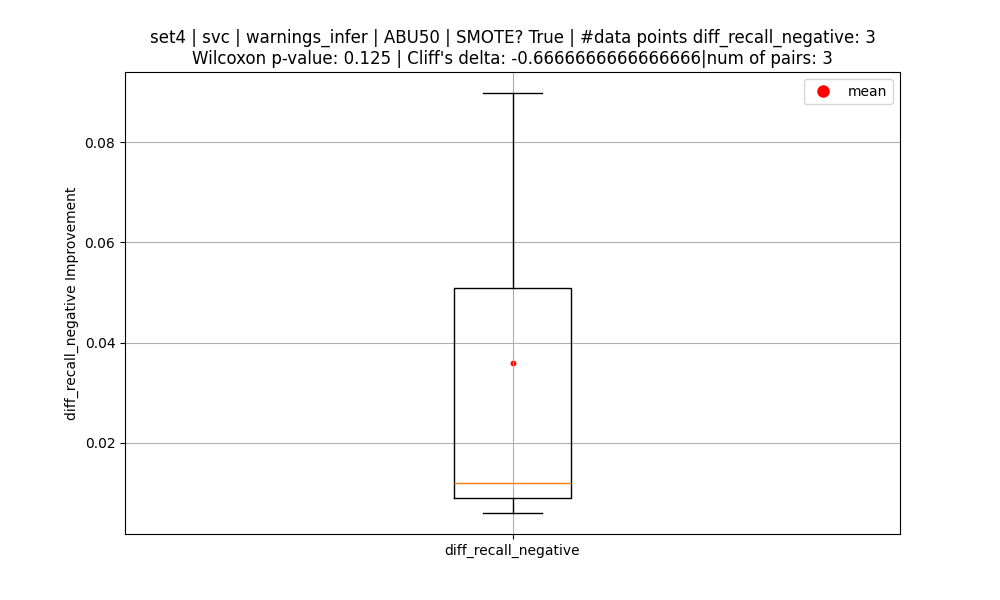 set4 | svc | warnings_infer | ABU50 | SMOTE? True | #data points diff_recall_negative: 3
Wilcoxon p-value: 0.125 | Cliff's delta: -0.6666666666666666|num of pairs: 3
mean
0.08
0.06
0.04
0.02
diff_recall_negative Improvement
diff_recall_negative